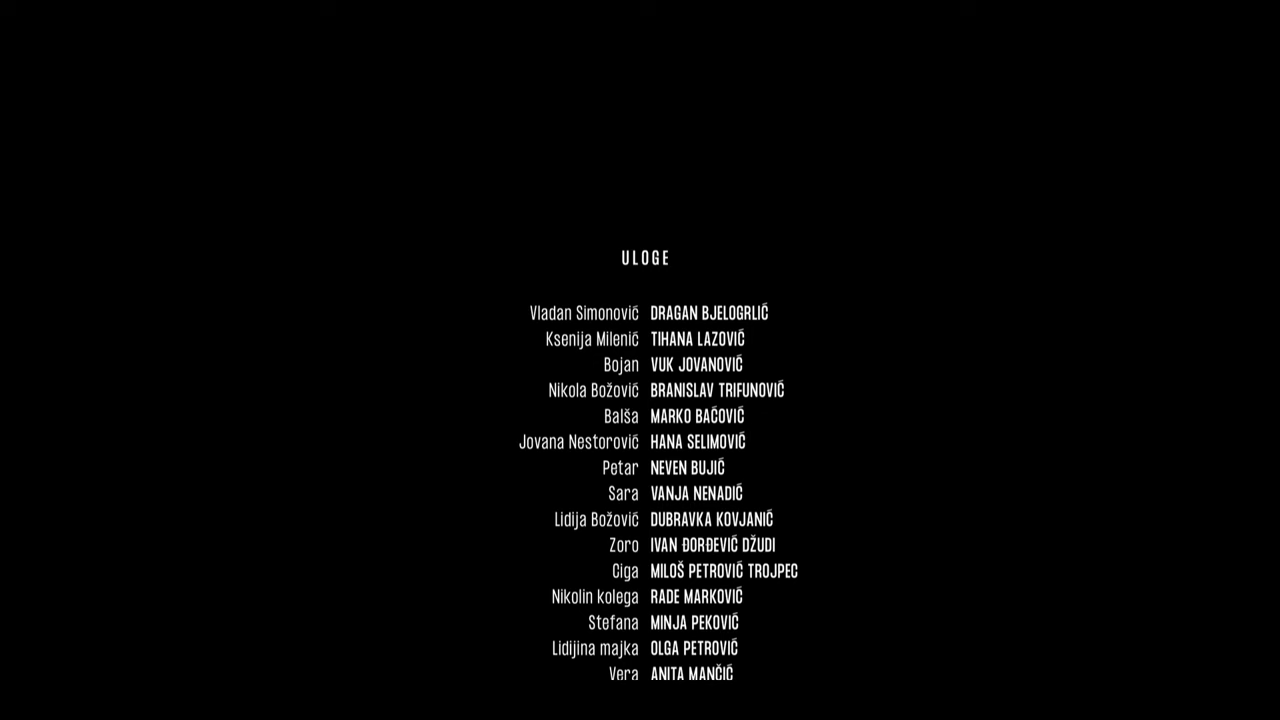 ULOGE
Vladan Simonović DRAGAN BJELOGRLIĆ
Ksenija Milenić TIHANA LAZOVIĆ
Bojan VUK JOVANOVIĆ
Nikola Božović BRANISLAV TRIFUNOVIĆ
Balša MARKO BAĆOVIĆ
Jovana Nestorović HANA SELIMOVIĆ
Petar NEVEN BUJIĆ
Sara VANJA NENADIĆ
Lidija Božović DUBRAVKA KOVJANIĆ
Zoro IVAN ĐORĐEVIĆ DŽUDI
Ciga MILOŠ PETROVIĆ TROJPEC
Nikolin kolega RADE MARKOVIĆ
Stefana MINJA PEKOVIĆ
Lidijina majka OLGA PETROVIĆ
Vera ANITA MANČIĆ